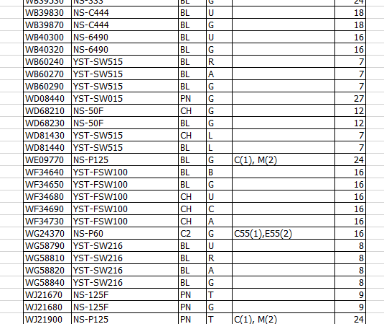 WB39530 NS-333 BL G 24
WB39830 NS-C444 BL U 18
WB39870 NS-C444 BL G 18
WB40300 NS-6490 BL U 16
WB40320 NS-6490 BL G 16
WB60240 YST-SW515 BL R 7
WB60270 YST-SW515 BL A 7
WB60290 YST-SW515 BL G 7
WD08440 YST-SW015 PN G 27
WD68210 NS-50F CH G 12
WD68230 NS-50F BL G 12
WD81430 YST-SW515 CH L 7
WD81440 YST-SW515 BL L 7
WE09770 NS-P125 BL G C(1), M(2) 24
WF34640 YST-FSW100 BL B 16
WF34650 YST-FSW100 BL G 16
WF34680 YST-FSW100 CH U 16
WF34690 YST-FSW100 CH C 16
WF34730 YST-FSW100 CH A 16
WG24370 NS-P60 C2 G C55(1),E55(2) 16
WG58790 YST-SW216 BL U 8
WG58810 YST-SW216 BL R 8
WG58820 YST-SW216 BL A 8
WG58840 YST-SW216 BL G 8
WJ21670 NS-125F PN T 9
WJ21680 NS-125F PN G 9
WJ21900 NS-P125 PN T C(1), M(2) 24